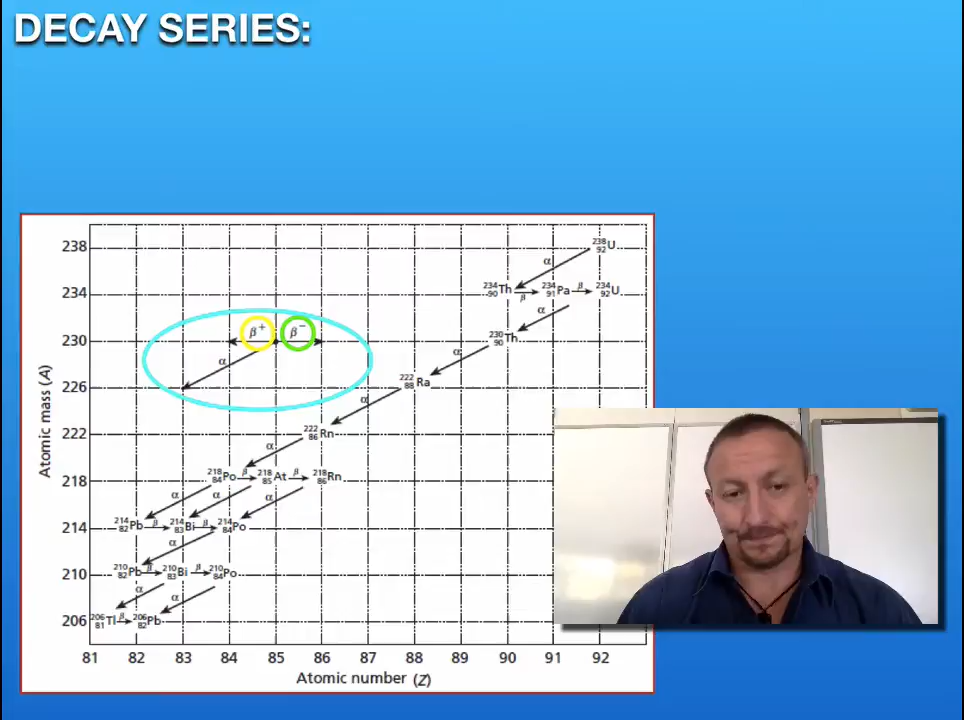 DECAY SERIES:
238
²³⁸₉₂U
α
234
²³⁴₉₀Th β ²³⁴₉₁Pa β ²³⁴₉₂U
α
β⁺ β⁻
230
²³⁰₉₀Th
α
α
226
²²²₈₈Ra
α
222
²²²₈₆Rn
α
218
²¹⁸₈₄Po β ²¹⁸₈₅At β ²¹⁸₈₆Rn
α α α
214
²¹⁴₈₂Pb β ²¹⁴₈₃Bi β ²¹⁴₈₄Po
α
210
²¹⁰₈₂Pb β ²¹⁰₈₃Bi β ²¹⁰₈₄Po
α α
206
²⁰⁶₈₁Tl β ²⁰⁶₈₂Pb
Atomic mass (A)
81 82 83 84 85 86 87 88 89 90 91 92
Atomic number (Z)